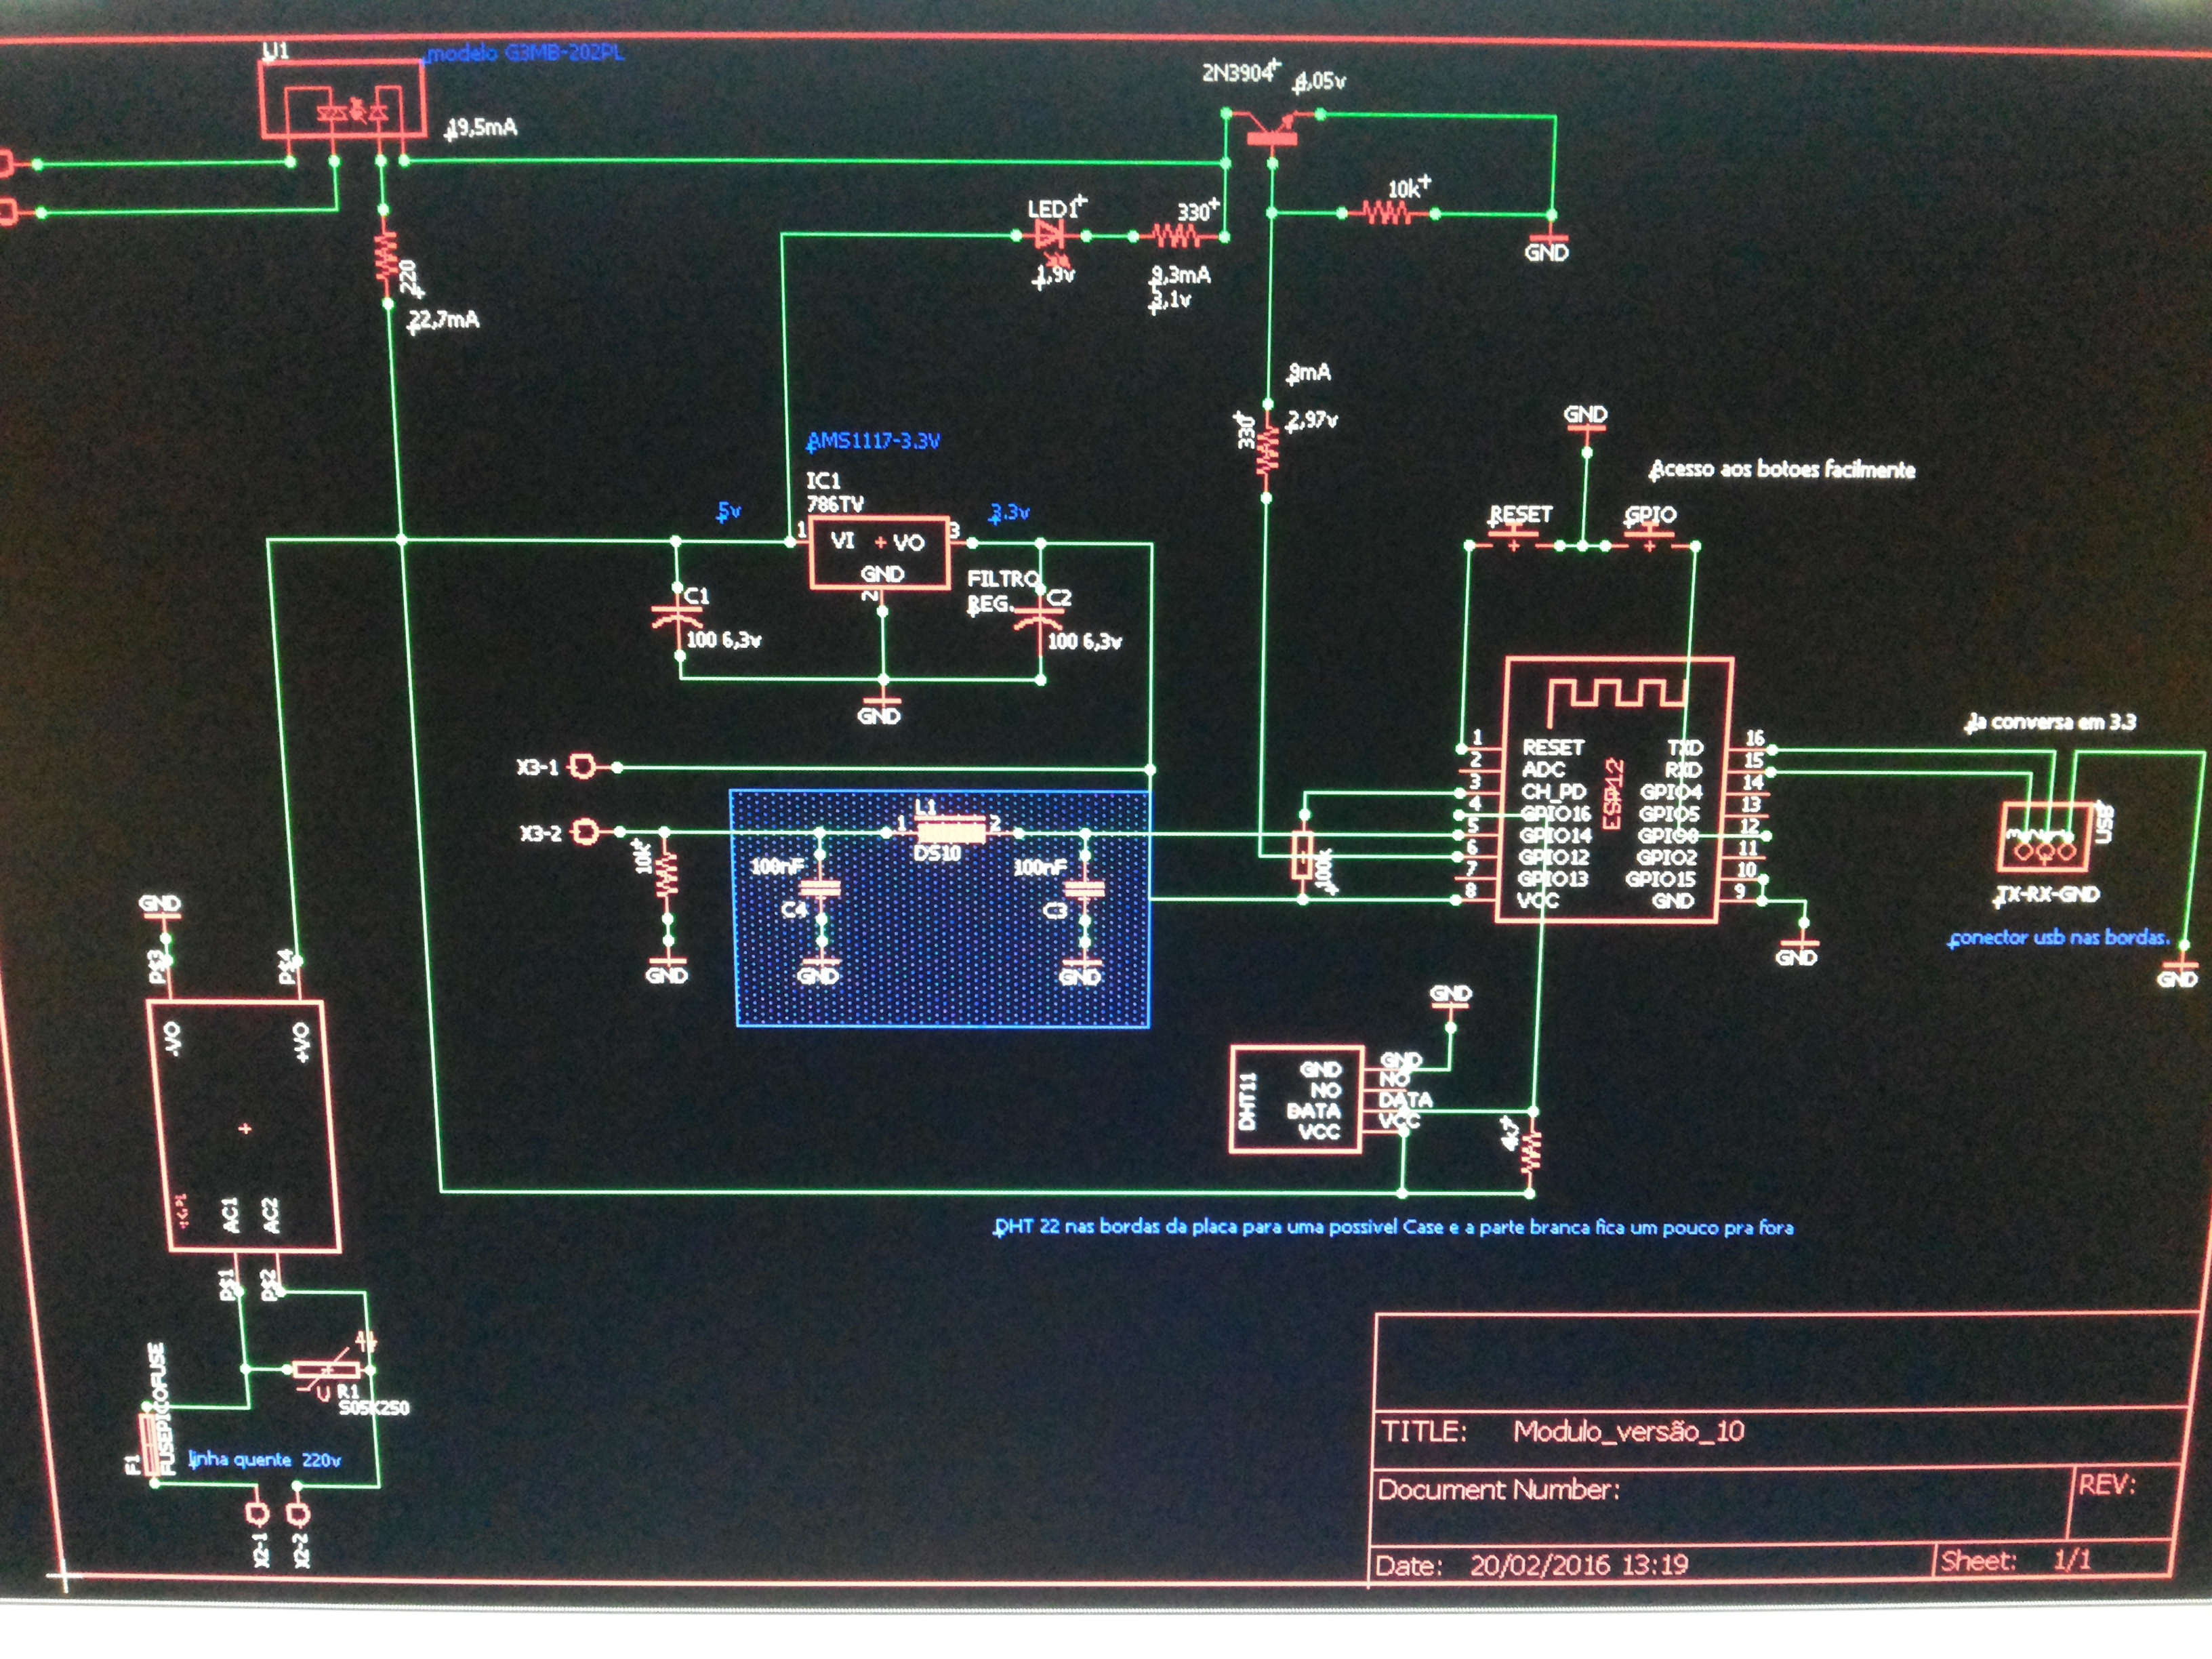 U1
modelo G3MB-202PL
19,5mA
220
22,7mA
2N3904
4,05v
10k
GND
LED1
1,9v
330
9,3mA
3,1v
9mA
330
2,97v
AMS1117-3.3V
IC1
786TV
5v
3.3v
1
VI
VO
3
GND
2
FILTRO
REG.
C1
100 6,3v
C2
100 6,3v
GND
GND
Acesso aos botoes facilmente
RESET
GPIO
X3-1
X3-2
10k
GND
L1
1
2
DS10
100nF
C4
GND
100nF
C3
GND
100k
ESP12
1
RESET
2
ADC
3
CH_PD
4
GPIO16
5
GPIO14
6
GPIO12
7
GPIO13
8
VCC
TXD
16
RXD
15
GPIO4
14
GPIO5
13
GPIO0
12
GPIO2
11
GPIO15
10
GND
9
GND
Ja conversa em 3.3
USB
TX-RX-GND
conector usb nas bordas.
GND
GND
P$3
P$4
-VO
+VO
AC1
AC2
P$1
P$2
R1
S05K250
F1
FUSEPICOFUSE
linha quente 220v
X2-1
X2-2
GND
DHT11
GND
NO
DATA
VCC
GND
NO
DATA
VCC
4k7
DHT 22 nas bordas da placa para uma possivel Case e a parte branca fica um pouco pra fora
TITLE: Modulo_versão_10
Document Number:
REV:
Date: 20/02/2016 13:19
Sheet: 1/1